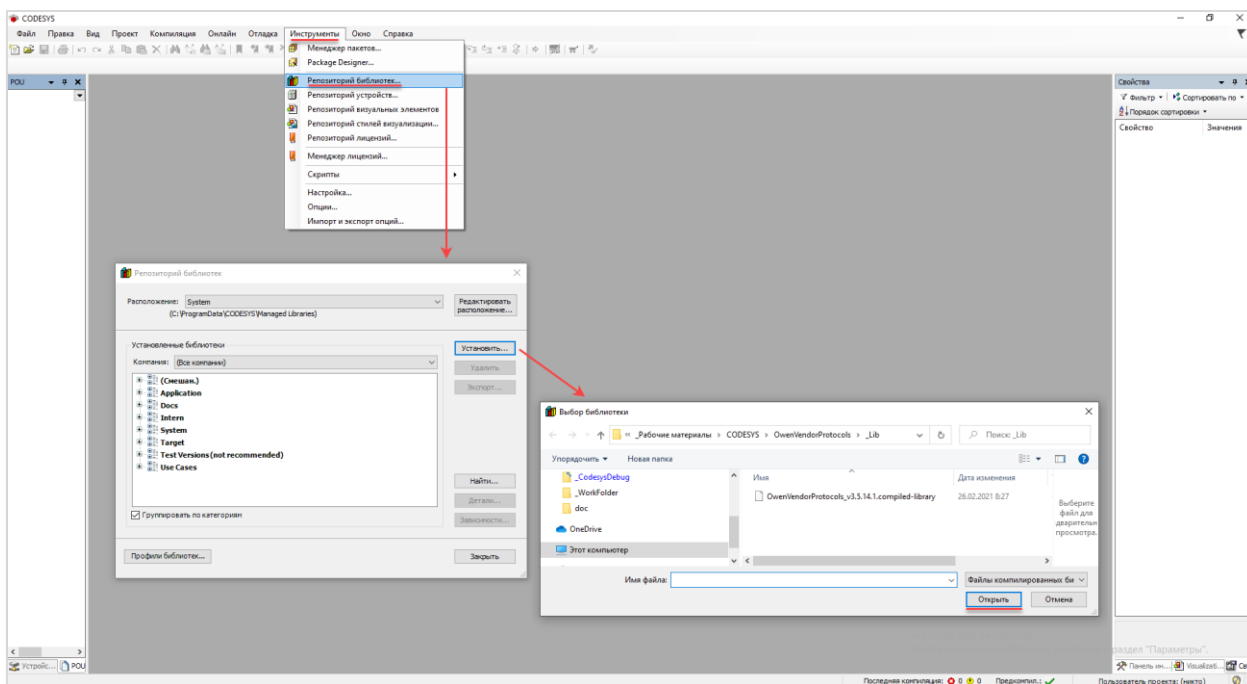 CODESYS
Файл Правка Вид Проект Компиляция Онлайн Отладка Инструменты Окно Справка
Менеджер пакетов...
Package Designer...
Репозиторий библиотек...
Репозиторий устройств...
Репозиторий визуальных элементов
Репозиторий стилей визуализации...
Репозиторий лицензий...
Менеджер лицензий...
Скрипты
Настройка...
Опции...
Импорт и экспорт опций...
POU
Свойства
Фильтр
Сортировать по
Порядок сортировки
Свойство Значения
Репозиторий библиотек
Расположение: System
(C:\ProgramData\CODESYS\Managed Libraries)
Редактировать
расположение...
Установленные библиотеки
Компания: (Все компании)
(Смешан.)
Application
Docs
Intern
System
Target
Test Versions (not recommended)
Use Cases
Установить...
Удалить
Экспорт...
Найти...
Детали...
Зависимости...
Группировать по категориям
Профили библиотек...
Закрыть
Выбор библиотеки
« _Рабочие материалы › CODESYS › OwenVendorProtocols › _Lib
Поиск: _Lib
Упорядочить
Новая папка
_CodesysDebug
_WorkFolder
doc
OneDrive
Этот компьютер
Имя
Дата изменения
OwenVendorProtocols_v3.5.14.1.compiled-library
26.02.2021 8:27
Выберите
файл для
дварительн
просмотра.
Имя файла:
Файлы компилированных би
Открыть
Отмена
раздел "Параметры".
Устройс...
POU
Панель ин...
Visualizati...
Св
Последняя компиляция: 0 0 Предкомпил.:
Пользователь проекта: (никто)